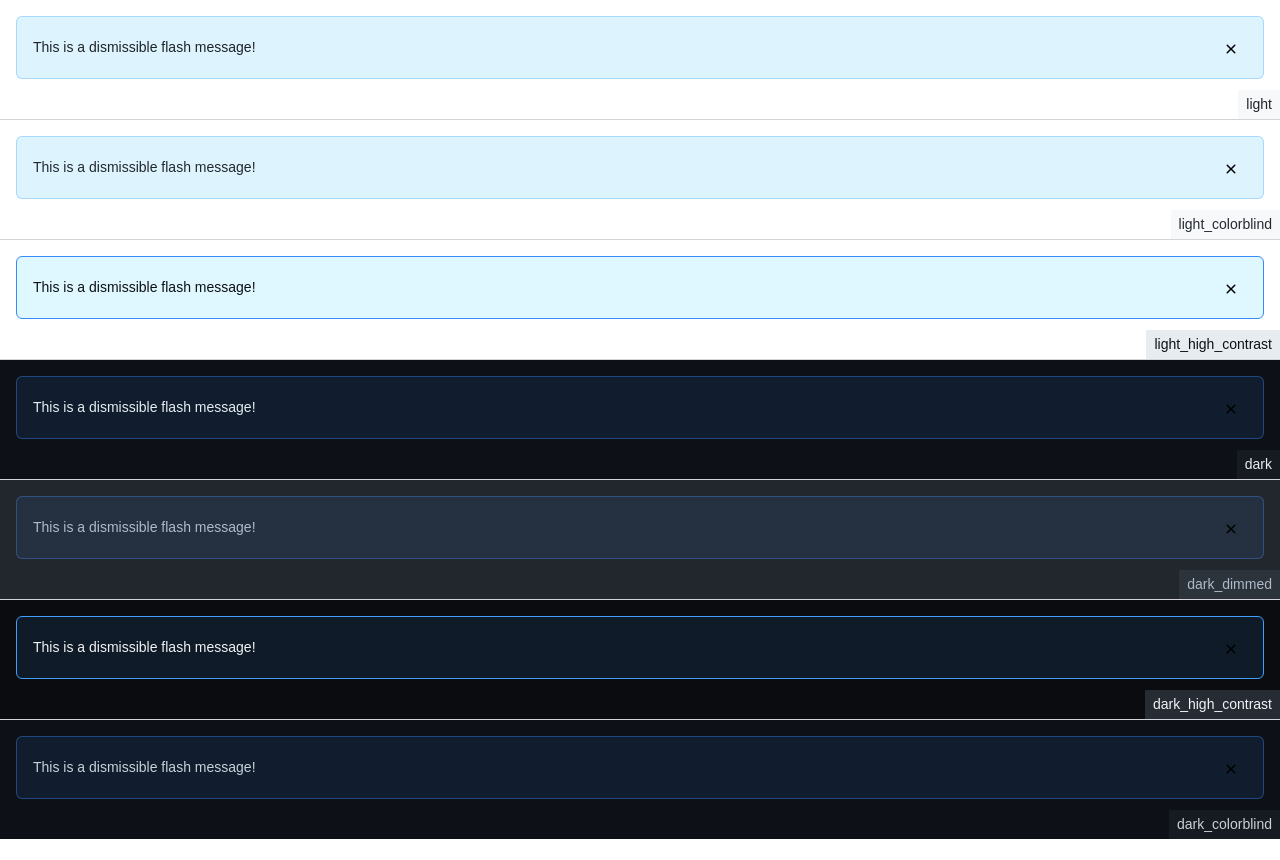 This is a dismissible flash message!
light
This is a dismissible flash message!
light_colorblind
This is a dismissible flash message!
light_high_contrast
This is a dismissible flash message!
dark
This is a dismissible flash message!
dark_dimmed
This is a dismissible flash message!
dark_high_contrast
This is a dismissible flash message!
dark_colorblind